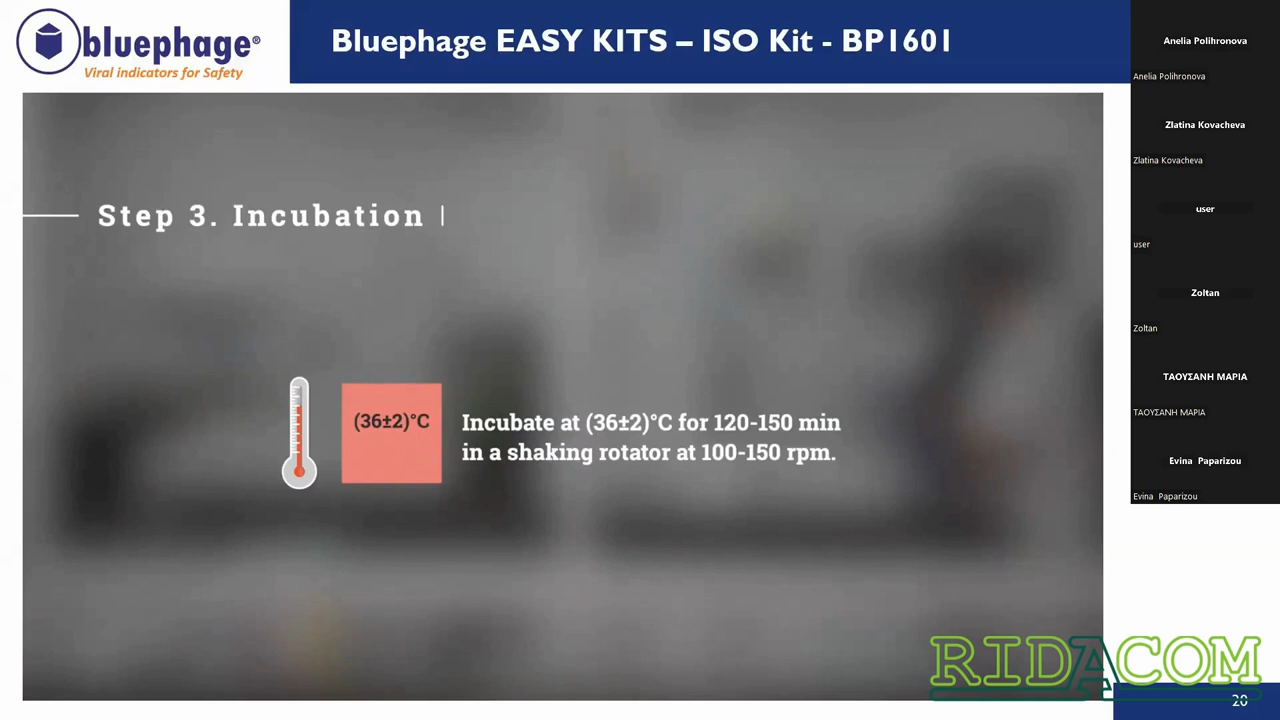 bluephage®
Viral indicators for Safety
Bluephage EASY KITS – ISO Kit - BP1601
Step 3. Incubation
(36±2)°C
Incubate at (36±2)°C for 120-150 min
in a shaking rotator at 100-150 rpm.
Anelia Polihronova
Anelia Polihronova
Zlatina Kovacheva
Zlatina Kovacheva
user
user
Zoltan
Zoltan
ΤΑΟΥΣΑΝΗ ΜΑΡΙΑ
ΤΑΟΥΣΑΝΗ ΜΑΡΙΑ
Evina Paparizou
Evina Paparizou
RIDACOM
20